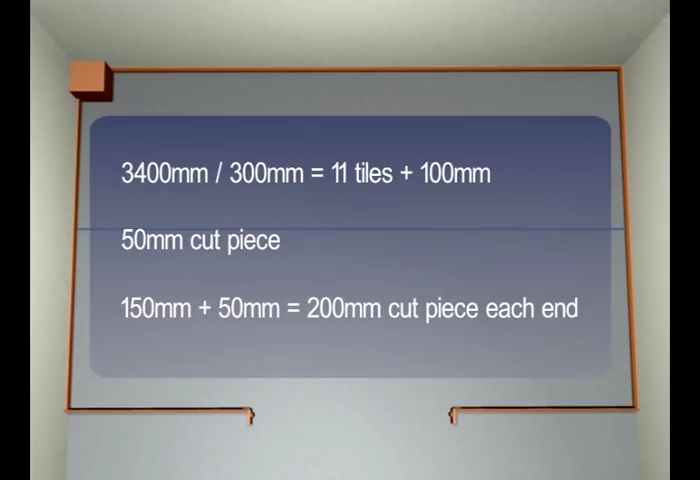 3400mm / 300mm = 11 tiles + 100mm
50mm cut piece
150mm + 50mm = 200mm cut piece each end